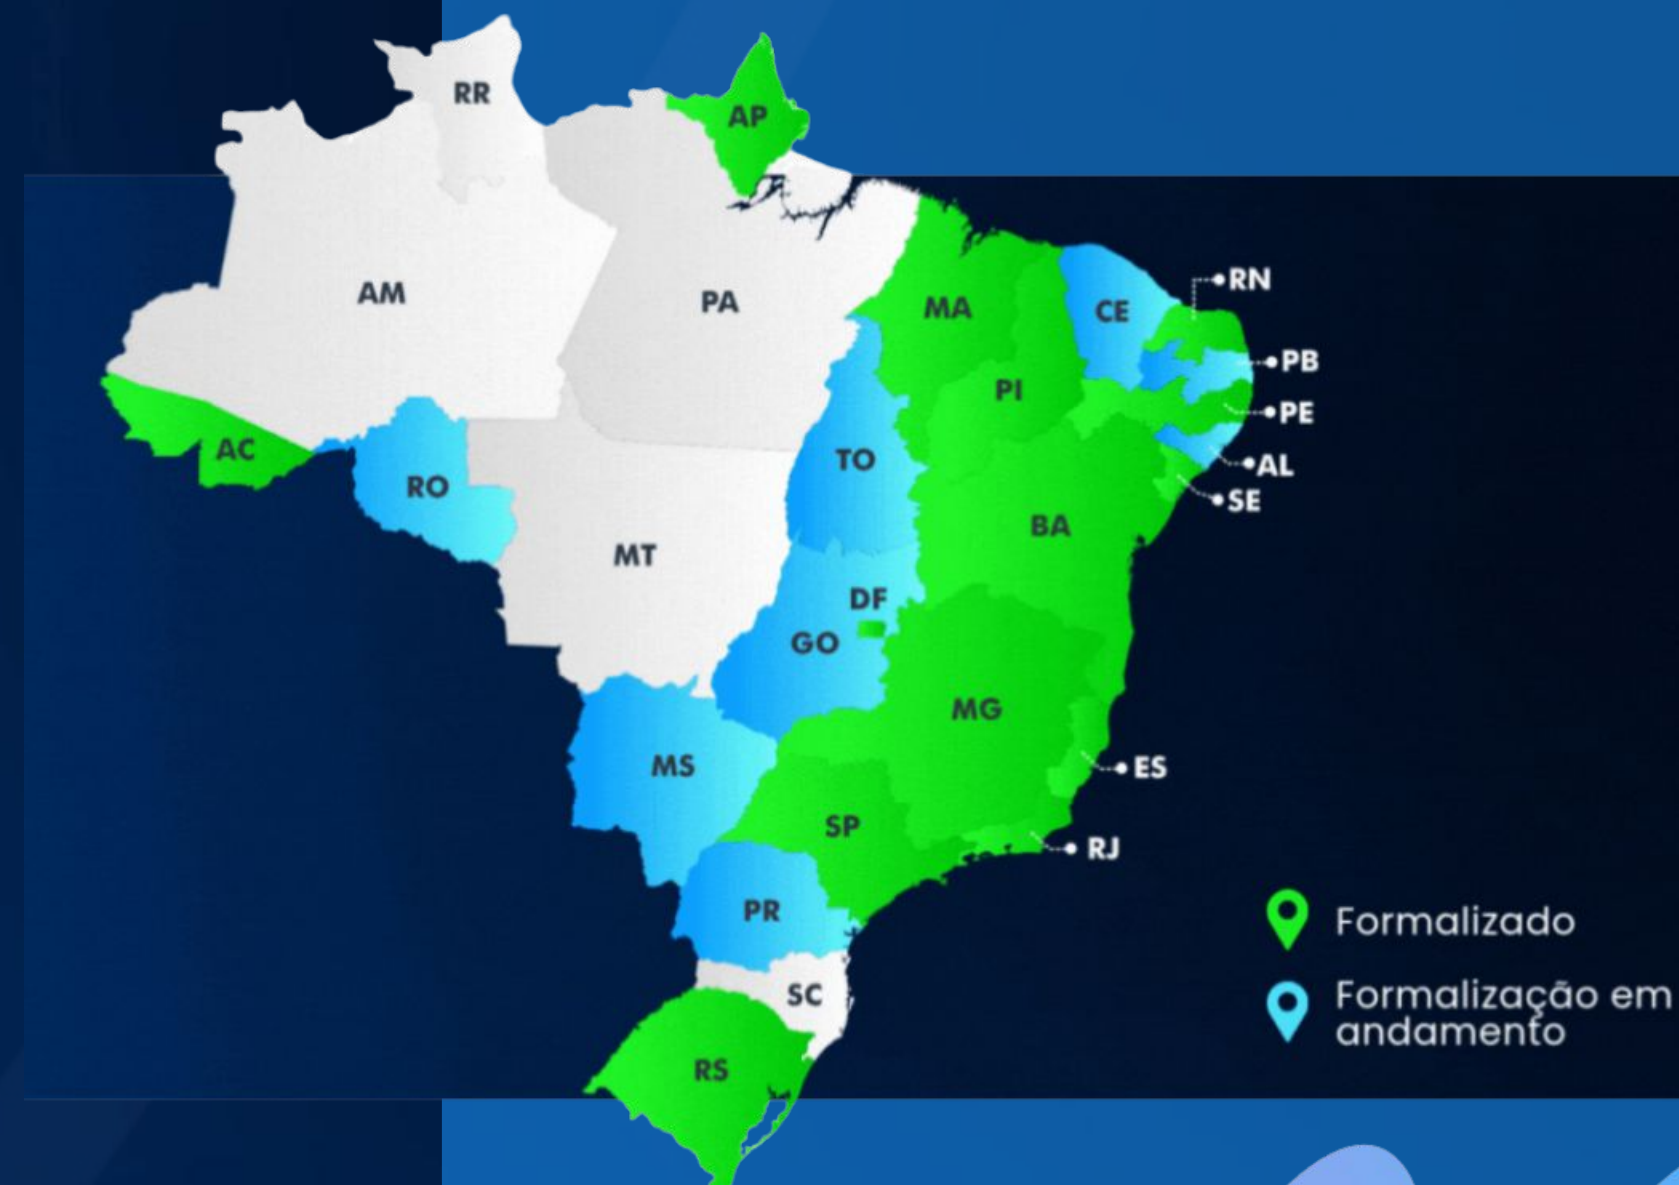 RR
AP
AM
PA
MA
CE
RN
PB
PI
PE
AC
TO
AL
RO
SE
BA
MT
DF
GO
MG
MS
ES
SP
RJ
PR
SC
RS
Formalizado
Formalização em
andamento